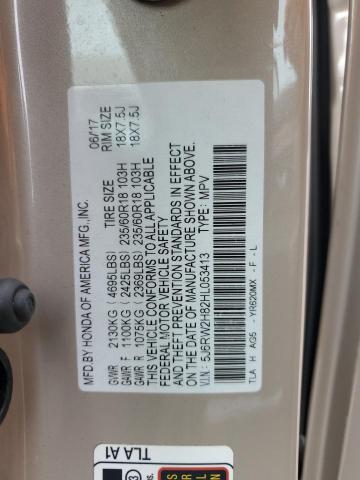 MFD.BY HONDA OF AMERICA MFG.,INC. 06/17
TIRE SIZE RIM SIZE
GVWR 2130KG ( 4695LBS)
GAWR F 1100KG ( 2425LBS) 235/60R18 103H 18X7.5J
GAWR R 1075KG ( 2369LBS) 235/60R18 103H 18X7.5J
THIS VEHICLE CONFORMS TO ALL APPLICABLE
FEDERAL MOTOR VEHICLE SAFETY
AND THEFT PREVENTION STANDARDS IN EFFECT
ON THE DATE OF MANUFACTURE SHOWN ABOVE.
V.I.N.: 5J6RW2H82HL053413 TYPE: MPV
TLA H AG5 - YR620MX - F - L
TLA A1